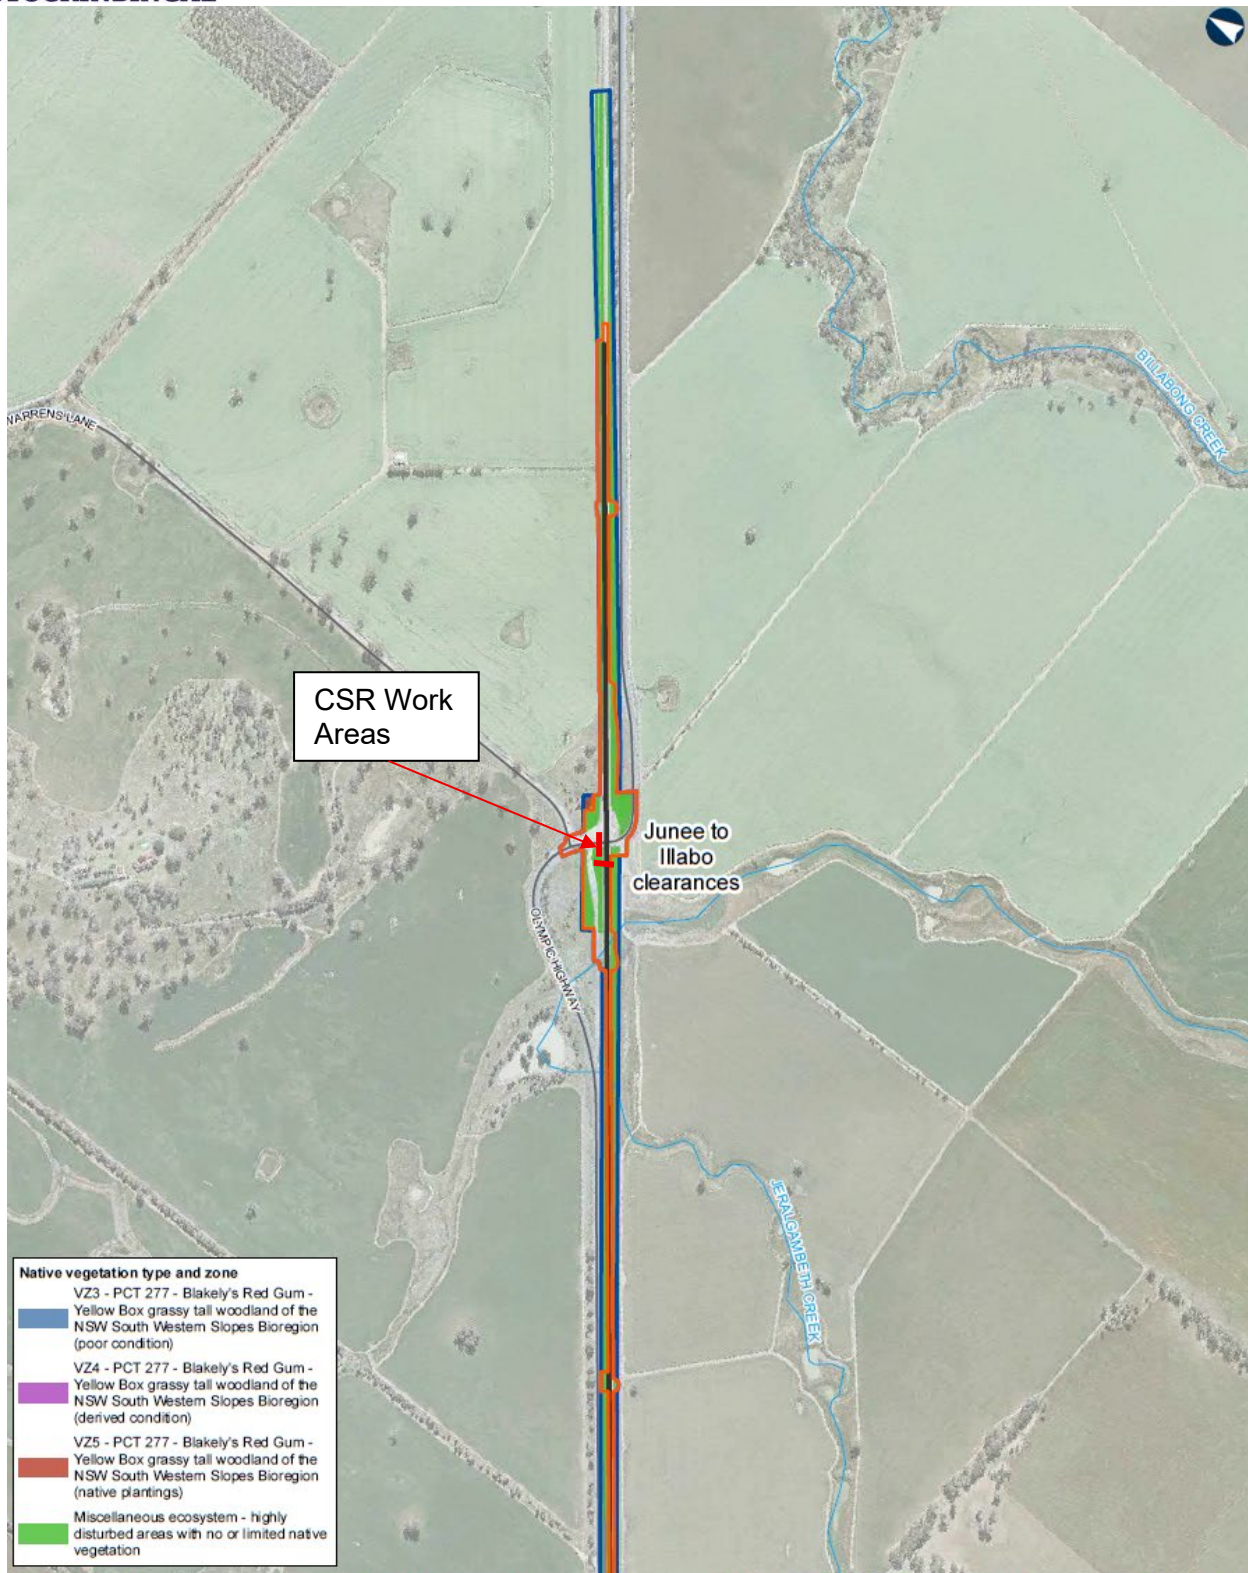 BILLABONG CREEK
WARRENS LANE
CSR Work
Areas
Junee to
Illabo
clearances
OLYMPIC HIGHWAY
JERALGAMBETH CREEK
Native vegetation type and zone
VZ3 - PCT 277 - Blakely's Red Gum -
Yellow Box grassy tall woodland of the
NSW South Western Slopes Bioregion
(poor condition)
VZ4 - PCT 277 - Blakely's Red Gum -
Yellow Box grassy tall woodland of the
NSW South Western Slopes Bioregion
(derived condition)
VZ5 - PCT 277 - Blakely's Red Gum -
Yellow Box grassy tall woodland of the
NSW South Western Slopes Bioregion
(native plantings)
Miscellaneous ecosystem - highly
disturbed areas with no or limited native
vegetation